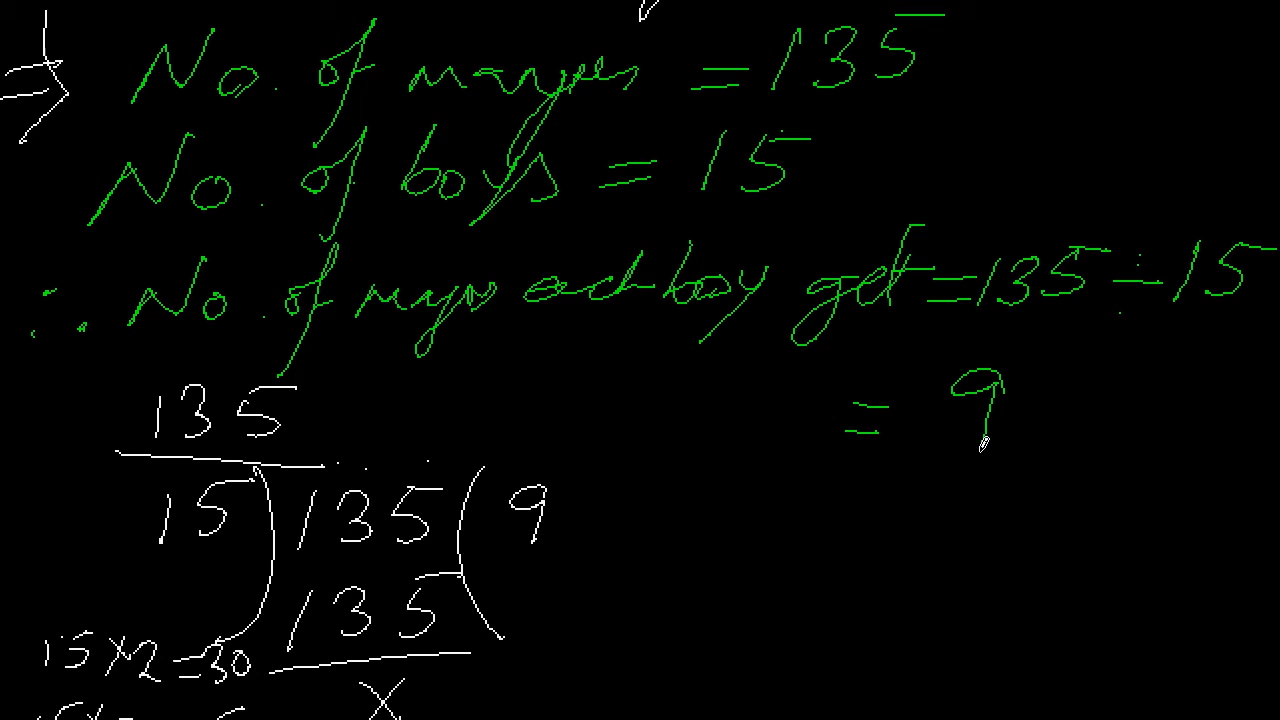 ⇒ No. of mangoes = 135
No. of boys = 15
∴ No. of mgo each boy get = 135 ÷ 15
= 9
135
15 ) 135 ( 9
135
15 × 2 = 30
×